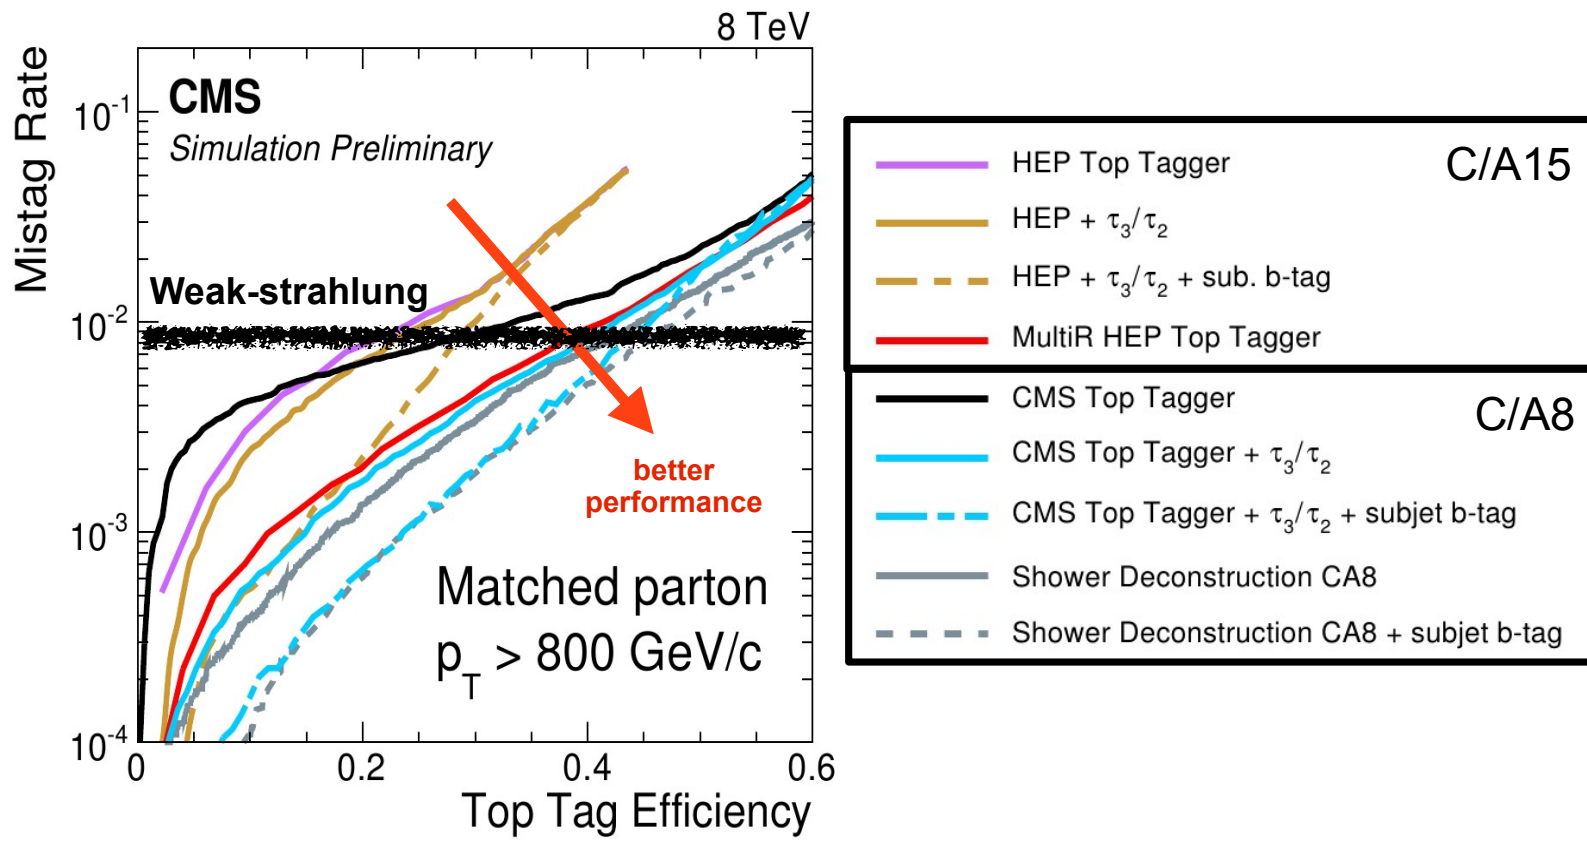 8 TeV
CMS
Simulation Preliminary
Mistag Rate
10⁻¹
10⁻²
10⁻³
10⁻⁴
Weak-strahlung
better
performance
Matched parton
p_T > 800 GeV/c
0 0.2 0.4 0.6
Top Tag Efficiency
C/A15
HEP Top Tagger
HEP + τ₃/τ₂
HEP + τ₃/τ₂ + sub. b-tag
MultiR HEP Top Tagger
C/A8
CMS Top Tagger
CMS Top Tagger + τ₃/τ₂
CMS Top Tagger + τ₃/τ₂ + subjet b-tag
Shower Deconstruction CA8
Shower Deconstruction CA8 + subjet b-tag